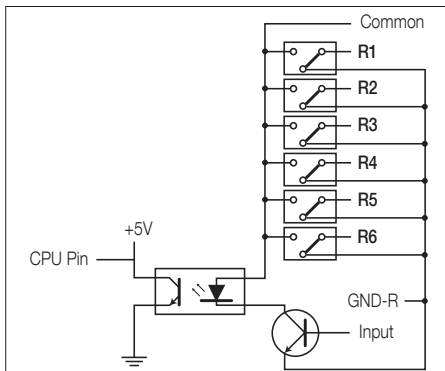 Common
R1
R2
R3
R4
R5
R6
+5V
CPU Pin
GND-R
Input